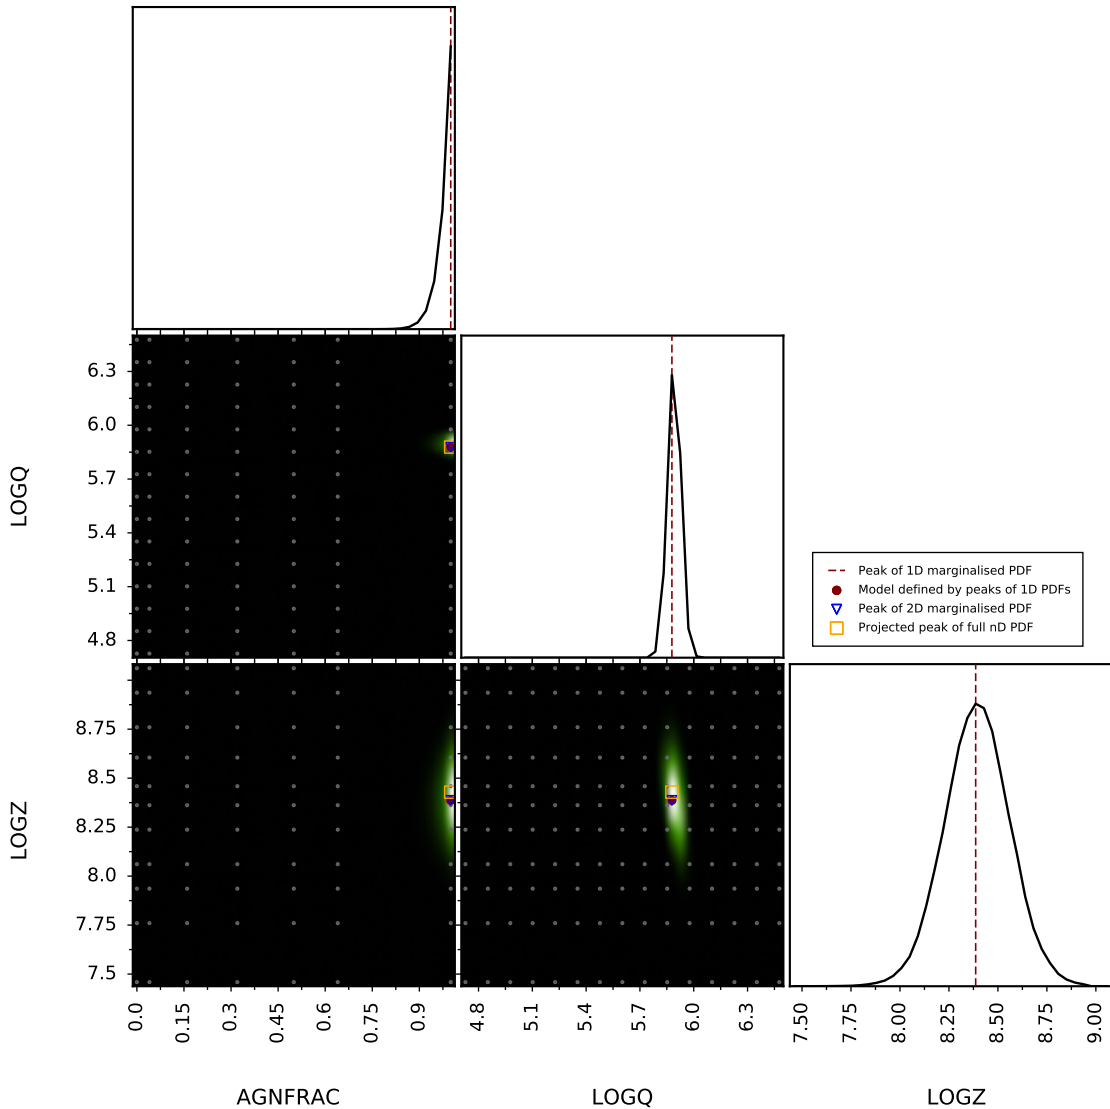 6.3
6.0
5.7
5.4
5.1
4.8
LOGQ
Peak of 1D marginalised PDF
Model defined by peaks of 1D PDFs
Peak of 2D marginalised PDF
Projected peak of full nD PDF
8.75
8.5
8.25
8.0
7.75
7.5
LOGZ
0.0 0.15 0.3 0.45 0.6 0.75 0.9
4.8 5.1 5.4 5.7 6.0 6.3
7.50 7.75 8.00 8.25 8.50 8.75 9.00
AGNFRAC LOGQ LOGZ